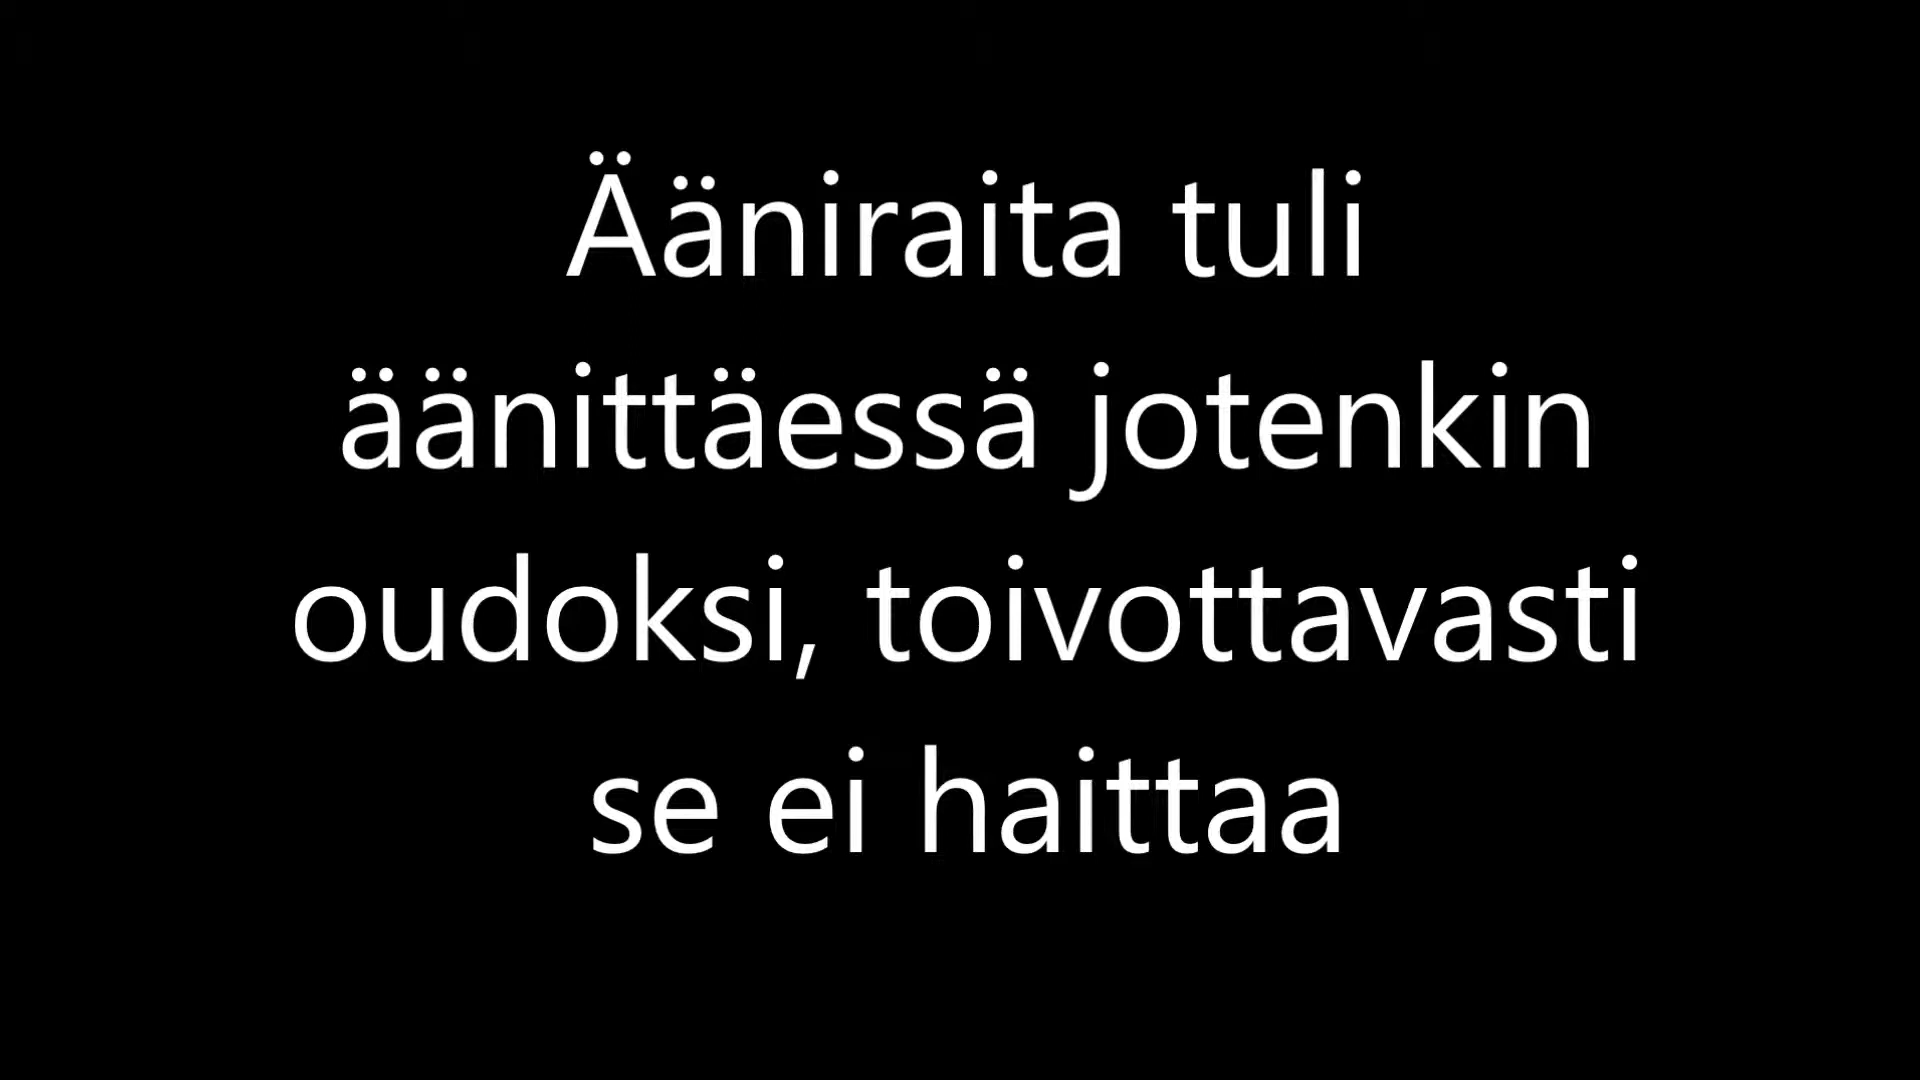 Ääniraita tuli
äänittäessä jotenkin
oudoksi, toivottavasti
se ei haittaa